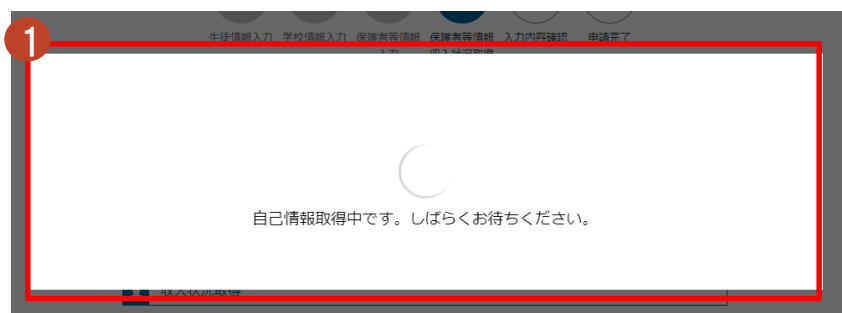 1
生徒情報入力 学校情報入力 保護者等情報入力 保護者等情報収入状況取得 入力内容確認 申請完了
自己情報取得中です。しばらくお待ちください。
収入状況取得